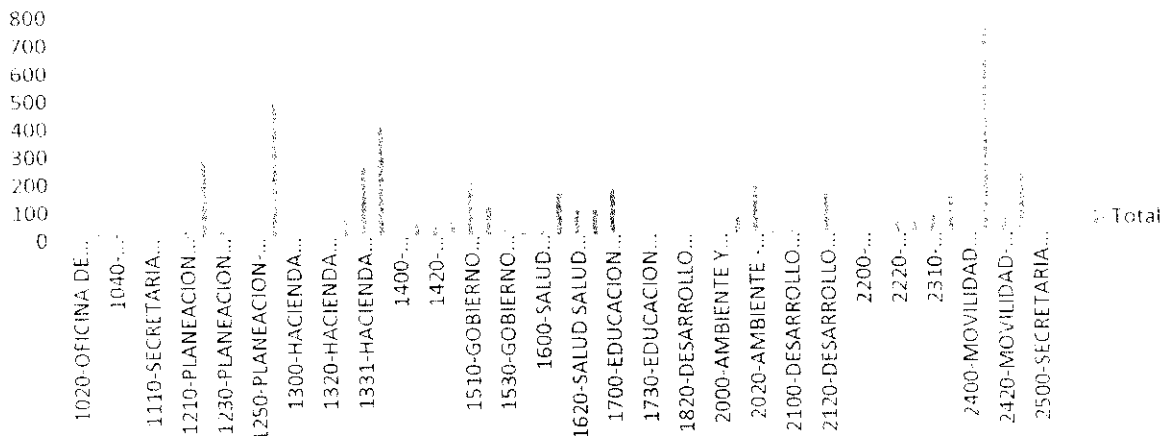 800
700
600
500
400
300
200
100
0
1020-OFICINA DE...
1040-...
1110-SECRETARIA...
1210-PLANEACION...
1230-PLANEACION...
1250-PLANEACION-...
1300-HACIENDA...
1320-HACIENDA...
1331-HACIENDA...
1400-...
1420-...
1510-GOBIERNO...
1530-GOBIERNO...
1600-SALUD...
1620-SALUD SALUD...
1700-EDUCACION...
1730-EDUCACION...
1820-DESARROLLO...
2000-AMBIENTE Y...
2020-AMBIENTE -...
2100-DESARROLLO...
2120-DESARROLLO...
2200-...
2220-...
2310-...
2400-MOVILIDAD...
2420-MOVILIDAD-...
2500-SECRETARIA...
Total